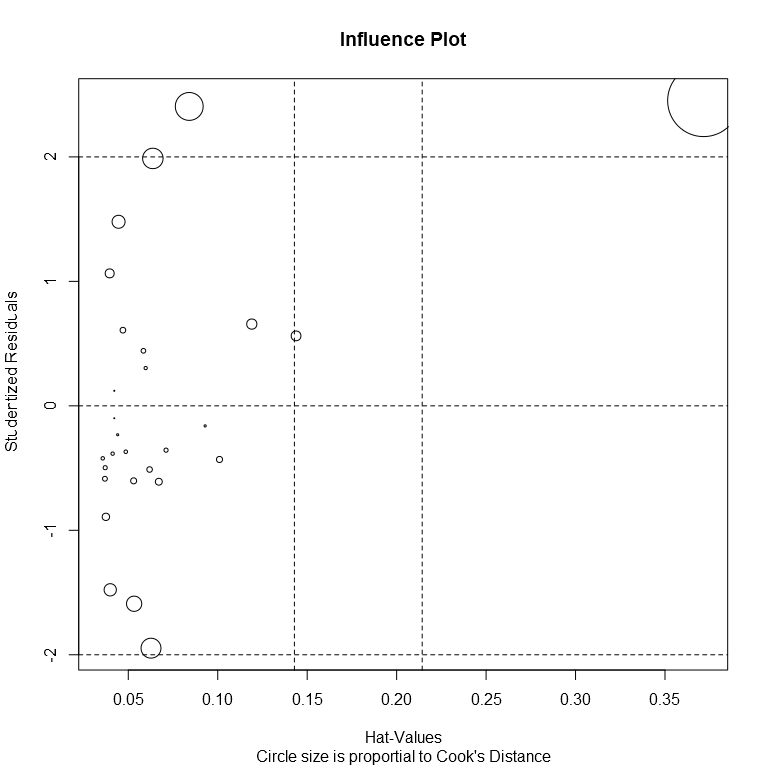 Influence Plot
Studentized Residuals
2
1
0
-1
-2
0.05 0.10 0.15 0.20 0.25 0.30 0.35
Hat-Values
Circle size is proportial to Cook's Distance